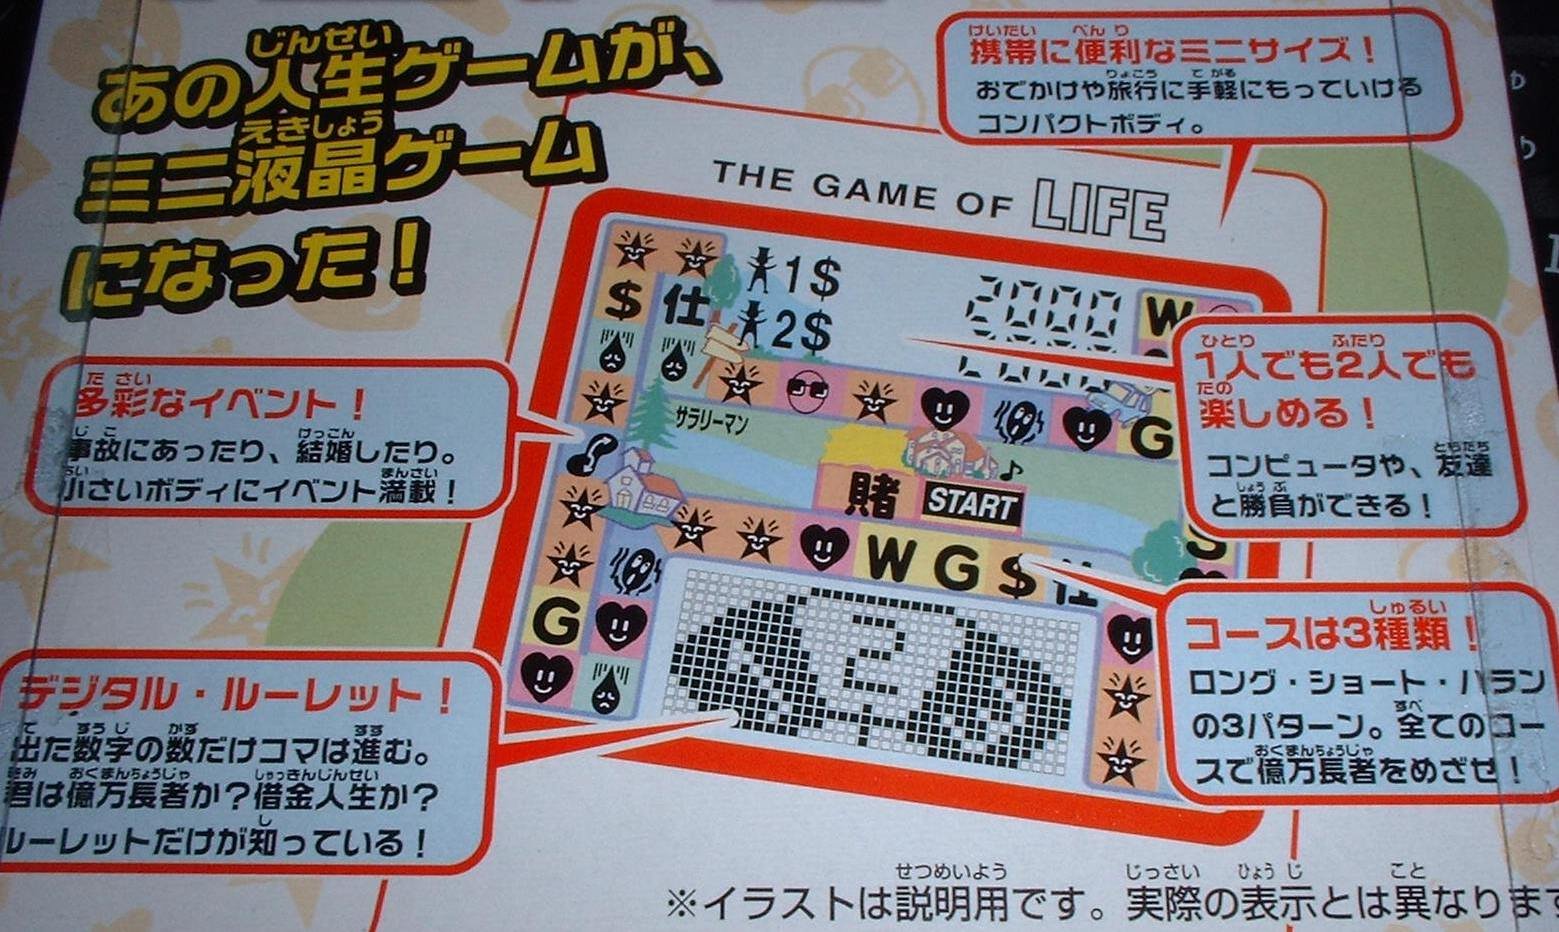 あの人生ゲームが、
ミニ液晶ゲーム
になった！
携帯に便利なミニサイズ！
おでかけや旅行に手軽にもっていける
コンパクトボディ。
THE GAME OF LIFE
1$ 2000 W
2$
$ 仕
サラリーマン
G
賭 START
W G $ 仕
G
2
1人でも2人でも
楽しめる！
コンピュータや、友達
と勝負ができる！
多彩なイベント！
事故にあったり、結婚したり。
小さいボディにイベント満載！
コースは3種類！
ロング・ショート・バラン
の3パターン。全てのコー
スで億万長者をめざせ！
デジタル・ルーレット！
出た数字の数だけコマは進む。
君は億万長者か？借金人生か？
ルーレットだけが知っている！
※イラストは説明用です。実際の表示とは異なります